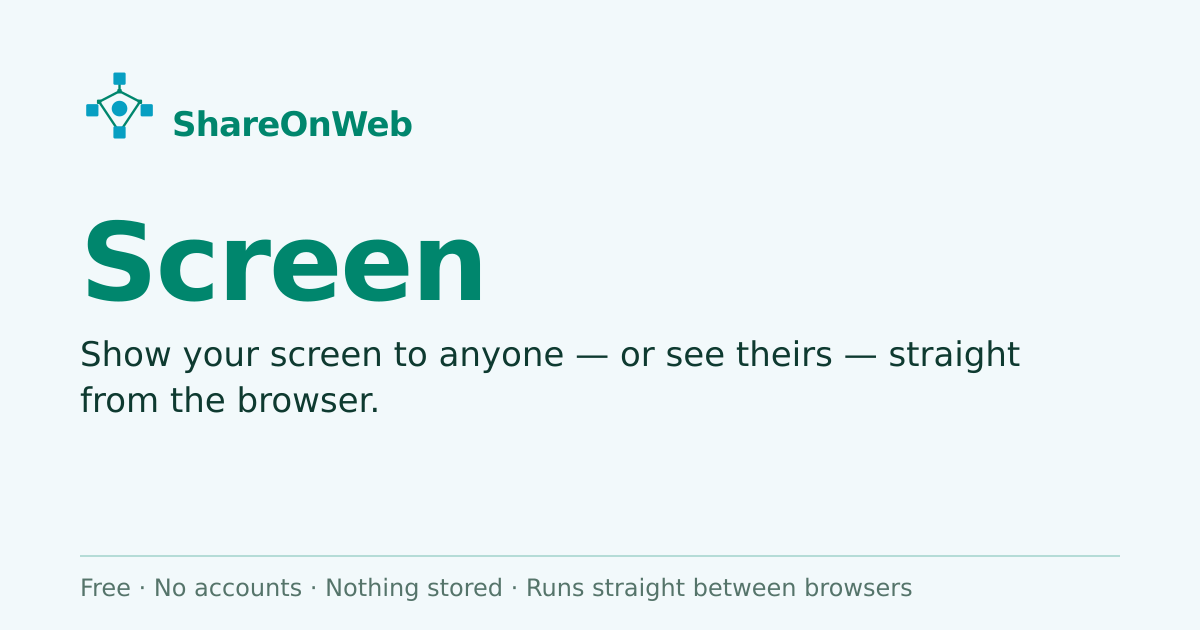 ShareOnWeb
Screen
Show your screen to anyone — or see theirs — straight
from the browser.
Free · No accounts · Nothing stored · Runs straight between browsers